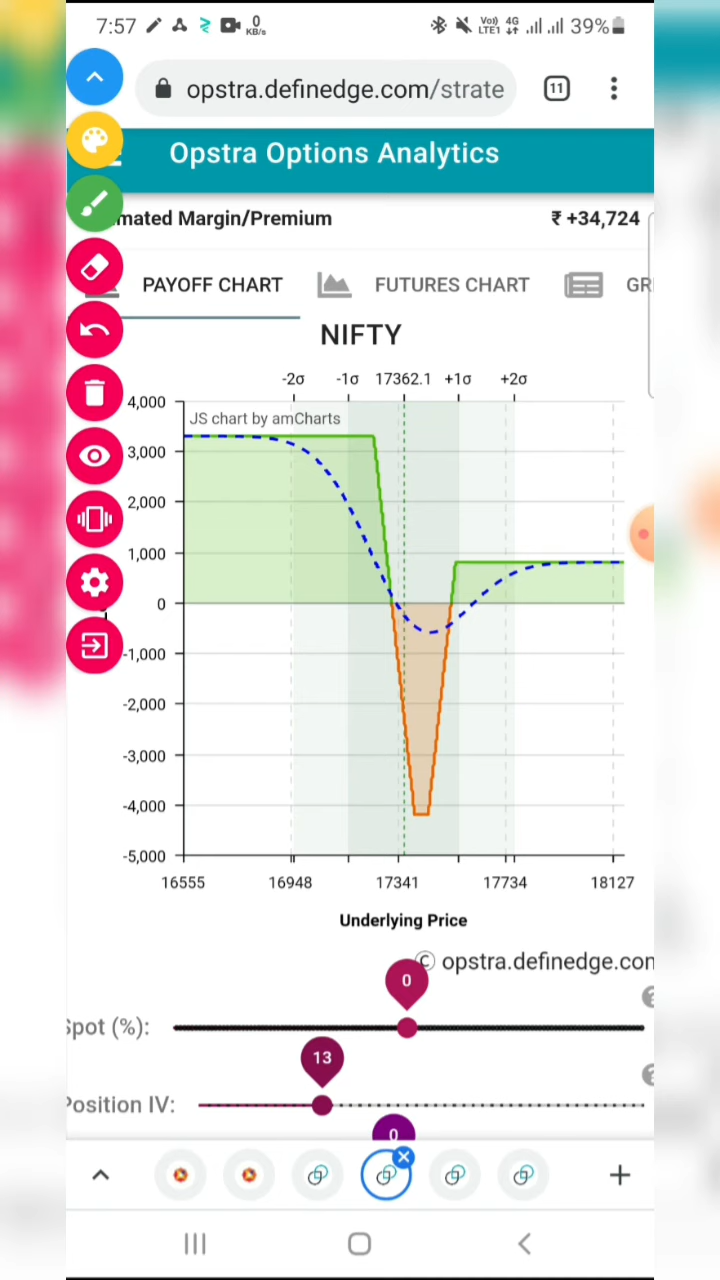 7:57
0
KB/s
Vo))
LTE1
4G
39%
opstra.definedge.com/strate
11
Opstra Options Analytics
mated Margin/Premium
₹ +34,724
PAYOFF CHART
FUTURES CHART
GR
NIFTY
-2σ -1σ 17362.1 +1σ +2σ
4,000
JS chart by amCharts
3,000
2,000
1,000
0
-1,000
-2,000
-3,000
-4,000
-5,000
16555 16948 17341 17734 18127
Underlying Price
© opstra.definedge.con
0
Spot (%):
13
Position IV:
0